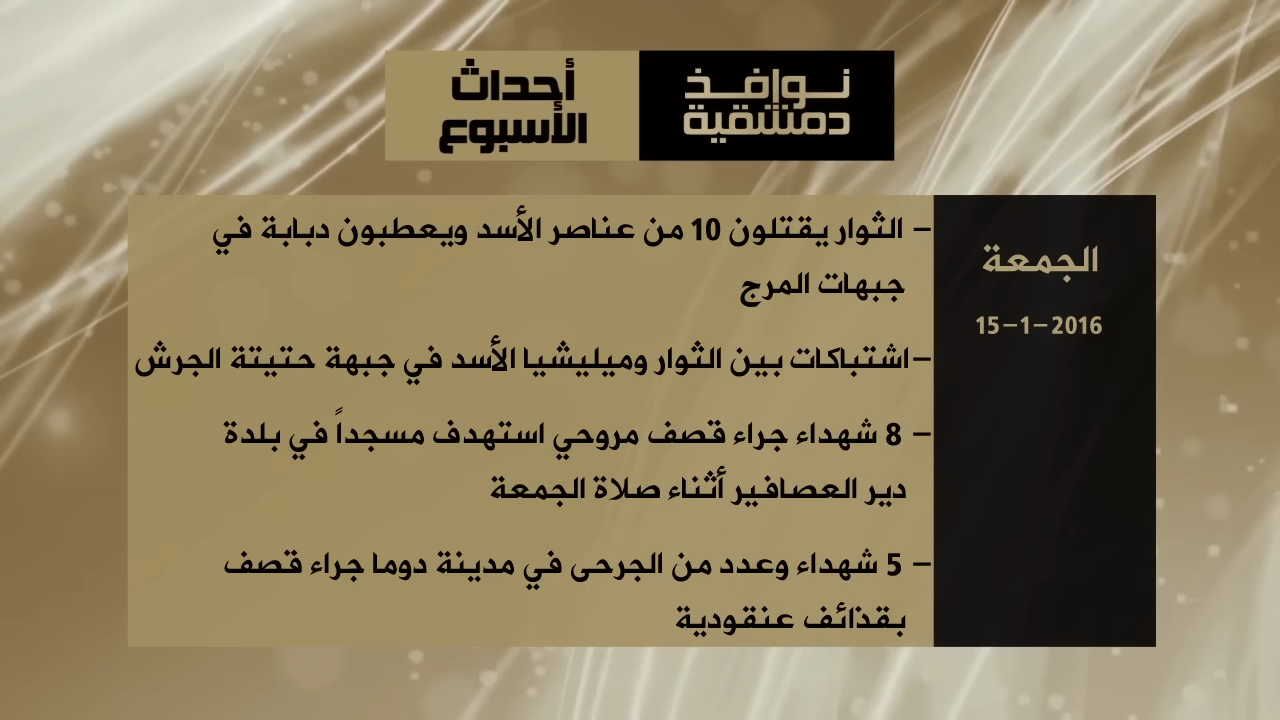 نوافذ
دمشقية
أحداث
الأسبوع
الجمعة
15-1-2016
- الثوار يقتلون 10 من عناصر الأسد ويعطبون دبابة في
جبهات المرج
-اشتباكات بين الثوار وميليشيا الأسد في جبهة حتيتة الجرش
- 8 شهداء جراء قصف مروحي استهدف مسجداً في بلدة
دير العصافير أثناء صلاة الجمعة
- 5 شهداء وعدد من الجرحى في مدينة دوما جراء قصف
بقذائف عنقودية